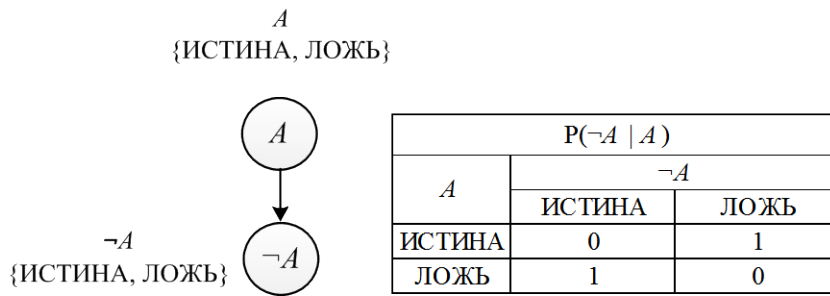 A
{ИСТИНА, ЛОЖЬ}
A
¬A
{ИСТИНА, ЛОЖЬ}
¬A
P(¬A | A)
A
¬A
ИСТИНА ЛОЖЬ
ИСТИНА 0 1
ЛОЖЬ 1 0